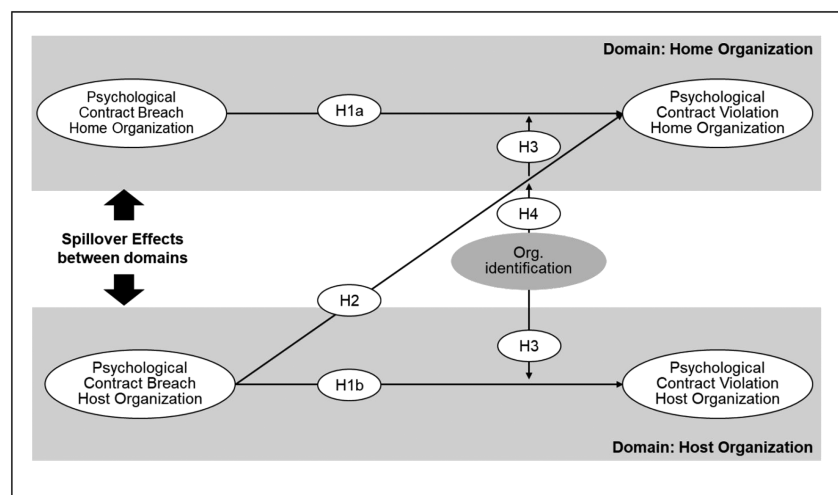 Domain: Home Organization
Psychological
Contract Breach
Home Organization
H1a
Psychological
Contract Violation
Home Organization
H3
H4
Spillover Effects
between domains
Org.
identification
H2
H3
Psychological
Contract Breach
Host Organization
H1b
Psychological
Contract Violation
Host Organization
Domain: Host Organization